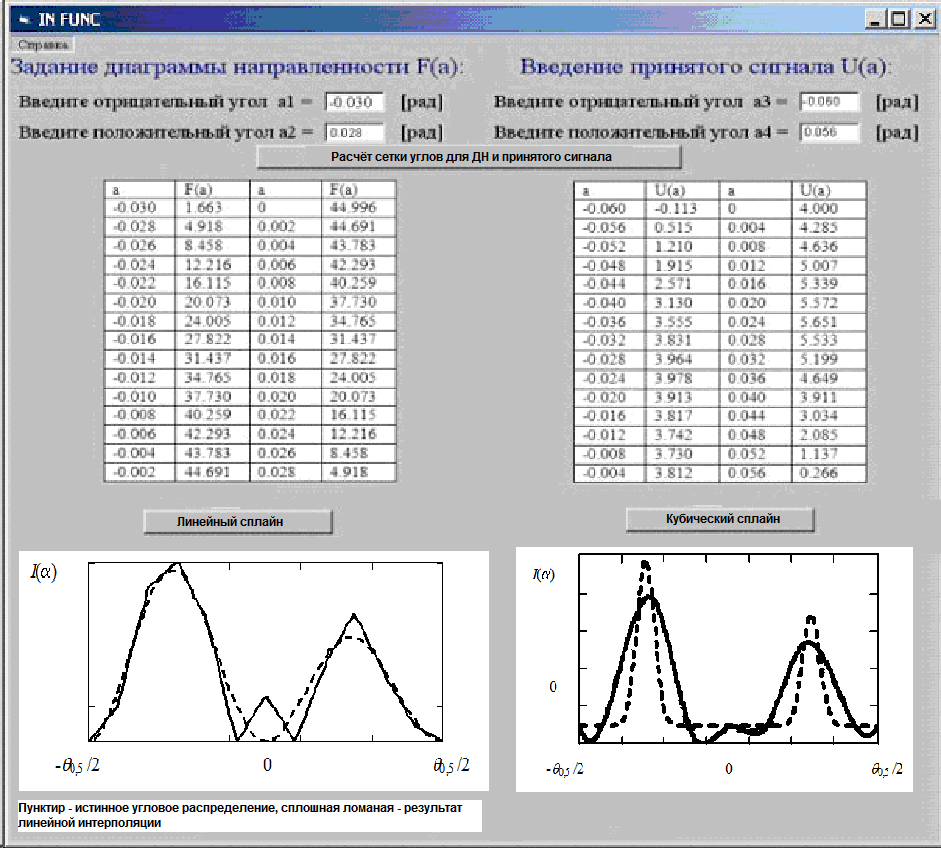 IN FUNC
Справка
Задание диаграммы направленности F(a): Введение принятого сигнала U(a):
Введите отрицательный угол a1 = -0.030 [рад] Введите отрицательный угол a3 = -0.060 [рад]
Введите положительный угол a2 = 0.028 [рад] Введите положительный угол a4 = 0.056 [рад]
Расчёт сетки углов для ДН и принятого сигнала
a F(a) a F(a) a U(a) a U(a)
-0.030 1.663 0 44.996 -0.060 -0.113 0 4.000
-0.028 4.918 0.002 44.691 -0.056 0.515 0.004 4.285
-0.026 8.458 0.004 43.783 -0.052 1.210 0.008 4.636
-0.024 12.216 0.006 42.293 -0.048 1.915 0.012 5.007
-0.022 16.115 0.008 40.259 -0.044 2.571 0.016 5.339
-0.020 20.073 0.010 37.730 -0.040 3.130 0.020 5.572
-0.018 24.005 0.012 34.765 -0.036 3.555 0.024 5.651
-0.016 27.822 0.014 31.437 -0.032 3.831 0.028 5.533
-0.014 31.437 0.016 27.822 -0.028 3.964 0.032 5.199
-0.012 34.765 0.018 24.005 -0.024 3.978 0.036 4.649
-0.010 37.730 0.020 20.073 -0.020 3.913 0.040 3.911
-0.008 40.259 0.022 16.115 -0.016 3.817 0.044 3.034
-0.006 42.293 0.024 12.216 -0.012 3.742 0.048 2.085
-0.004 43.783 0.026 8.458 -0.008 3.730 0.052 1.137
-0.002 44.691 0.028 4.918 -0.004 3.812 0.056 0.266
Линейный сплайн Кубический сплайн
I(α) I(α)
0
-θ0,5 /2 0 θ0,5 /2 -θ0,5 /2 0 θ0,5 /2
Пунктир - истинное угловое распределение, сплошная ломаная - результат
линейной интерполяции